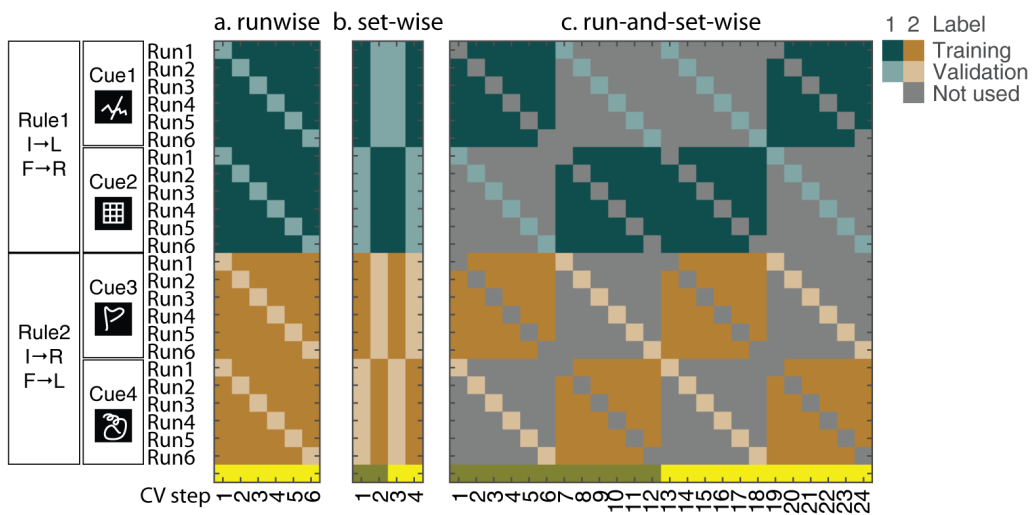 a. runwise
b. set-wise
c. run-and-set-wise
1 2 Label
Training
Validation
Not used
Rule1
I→L
F→R
Cue1
Run1
Run2
Run3
Run4
Run5
Run6
Cue2
Run1
Run2
Run3
Run4
Run5
Run6
Rule2
I→R
F→L
Cue3
Run1
Run2
Run3
Run4
Run5
Run6
Cue4
Run1
Run2
Run3
Run4
Run5
Run6
CV step
1 2 3 4 5 6
1 2 3 4
1 2 3 4 5 6 7 8 9 10 11 12 13 14 15 16 17 18 19 20 21 22 23 24